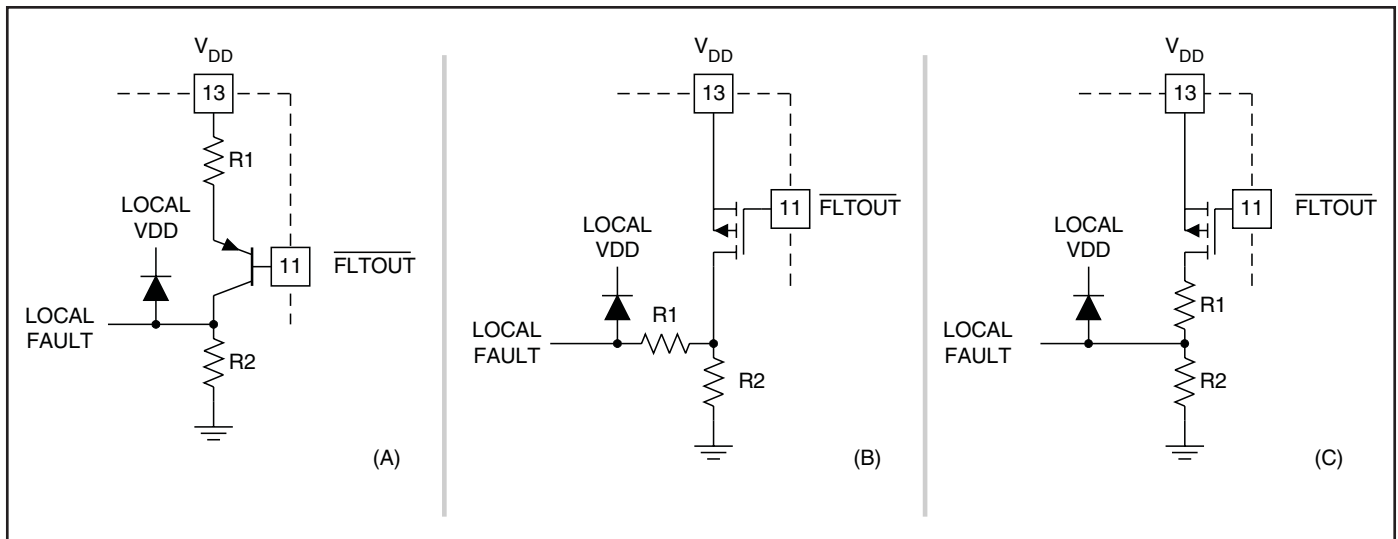 V_DD
13
R1
LOCAL
VDD
11
FLTOUT
LOCAL
FAULT
R2
(A)
V_DD
13
11
FLTOUT
LOCAL
VDD
R1
LOCAL
FAULT
R2
(B)
V_DD
13
11
FLTOUT
LOCAL
VDD
R1
LOCAL
FAULT
R2
(C)